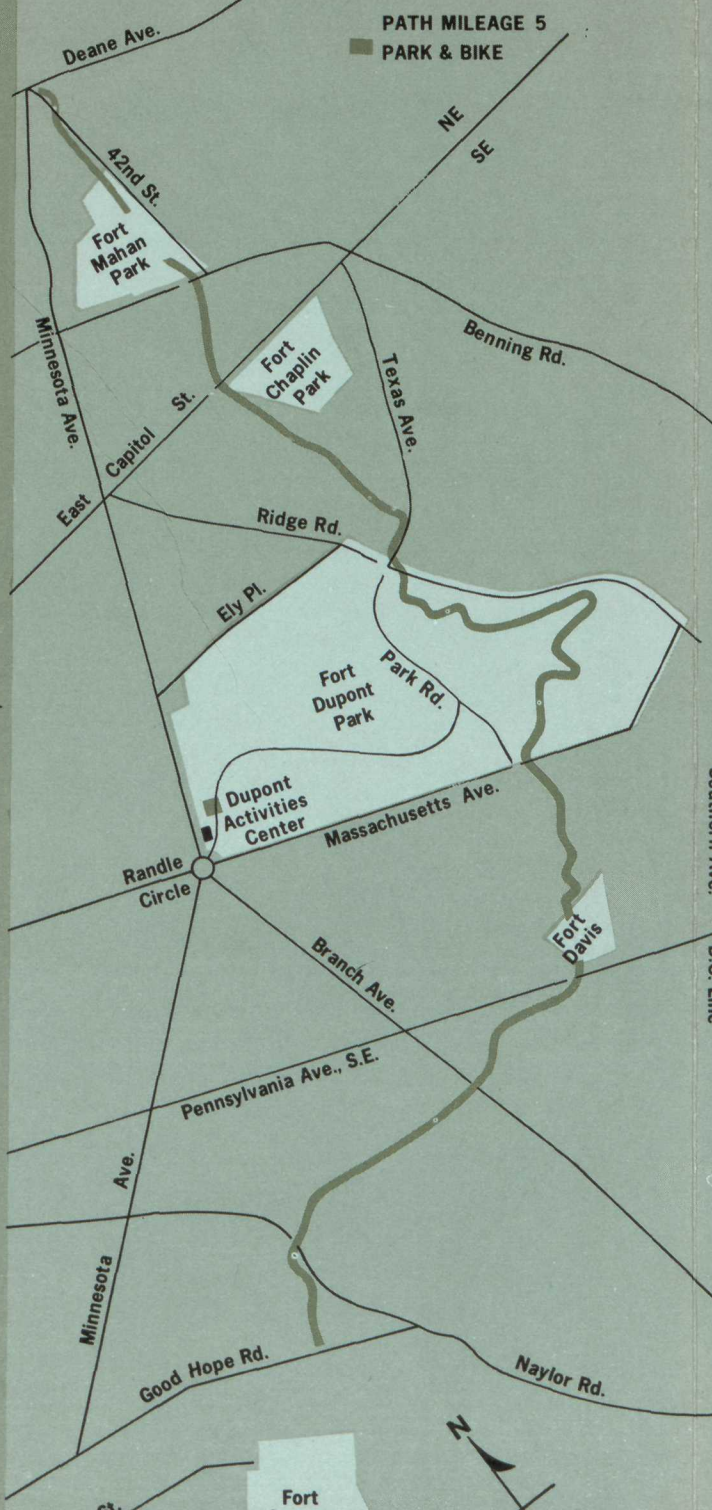 PATH MILEAGE 5
PARK & BIKE
Deane Ave.
NE
SE
42nd St.
Fort
Mahan
Park
Benning Rd.
Minnesota Ave.
Fort
Chaplin
Park
Texas Ave.
East Capitol St.
Ridge Rd.
Ely Pl.
Fort
Dupont
Park
Park Rd.
Dupont
Activities
Center
Massachusetts Ave.
Randle
Circle
Fort
Davis
Branch Ave.
Pennsylvania Ave., S.E.
Minnesota Ave.
Good Hope Rd.
Naylor Rd.
N
Fort